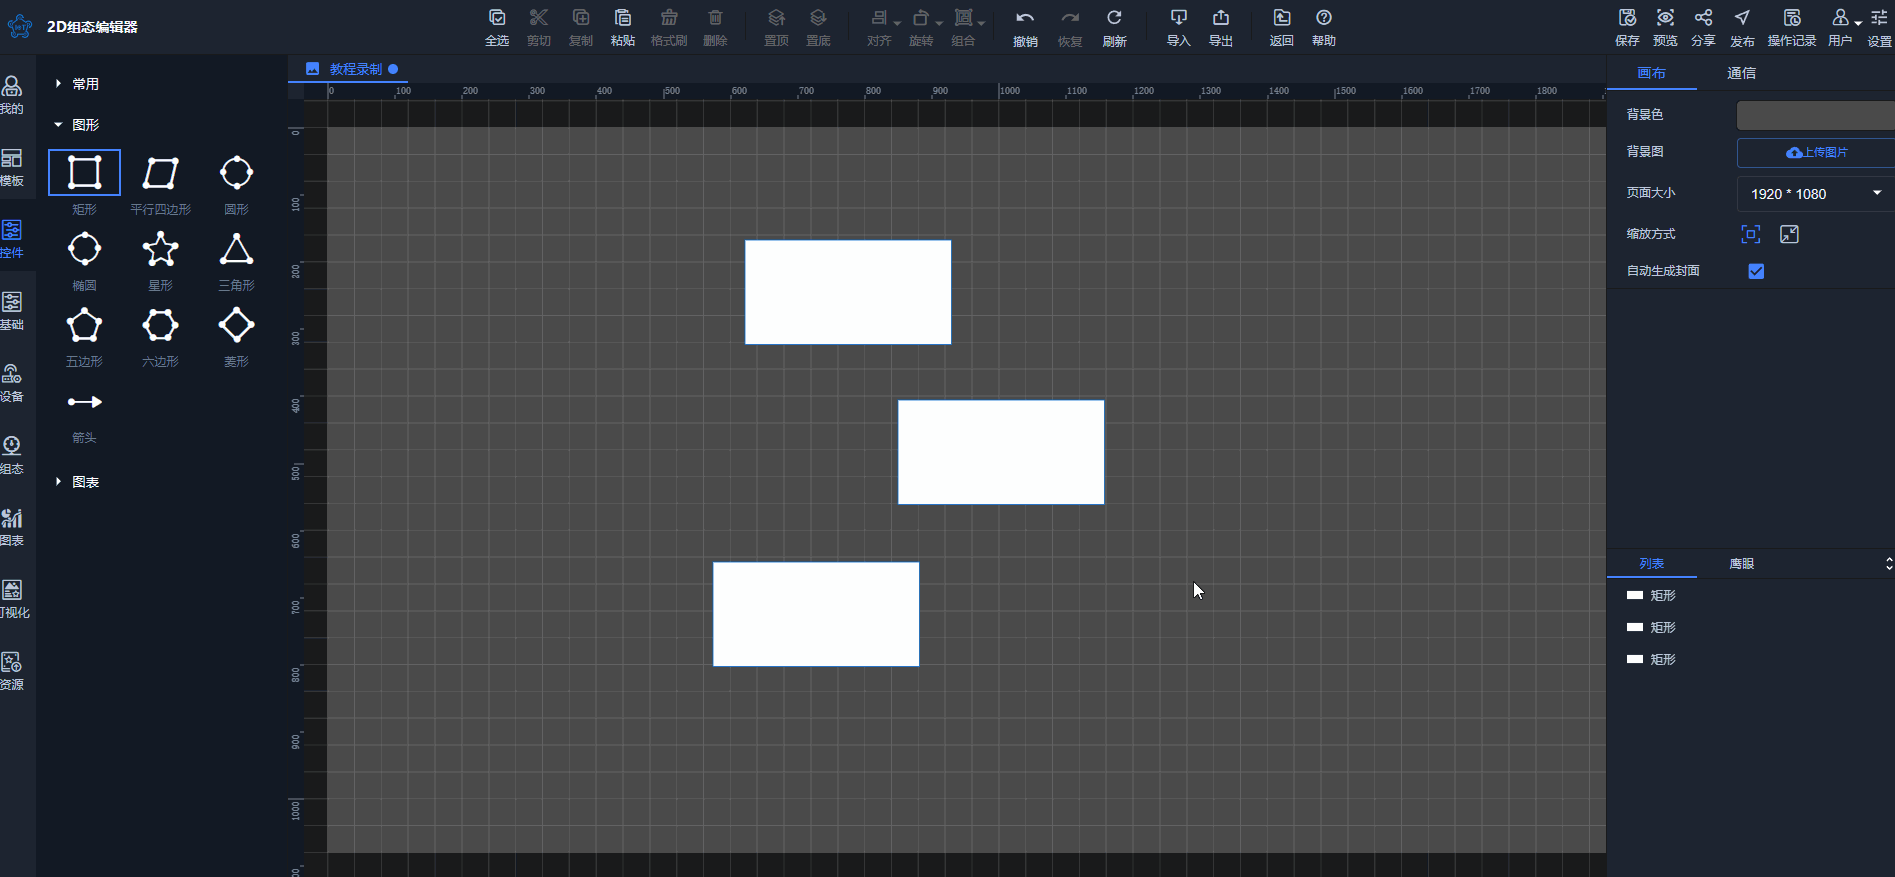 2D组态编辑器
全选 剪切 复制 粘贴 格式刷 删除 置顶 置底 对齐 旋转 组合 撤销 恢复 刷新 导入 导出 返回 帮助 保存 预览 分享 发布 操作记录 用户 设置
我的
模板
控件
基础
设备
组态
图表
可视化
资源
常用
图形
矩形 平行四边形 圆形
椭圆 星形 三角形
五边形 六边形 菱形
箭头
图表
教程录制
0 100 200 300 400 500 600 700 800 900 1000 1100 1200 1300 1400 1500 1600 1700 1800
0
100
200
300
400
500
600
700
800
900
1000
画布 通信
背景色
背景图 上传图片
页面大小 1920 * 1080
缩放方式
自动生成封面
列表 鹰眼
矩形
矩形
矩形